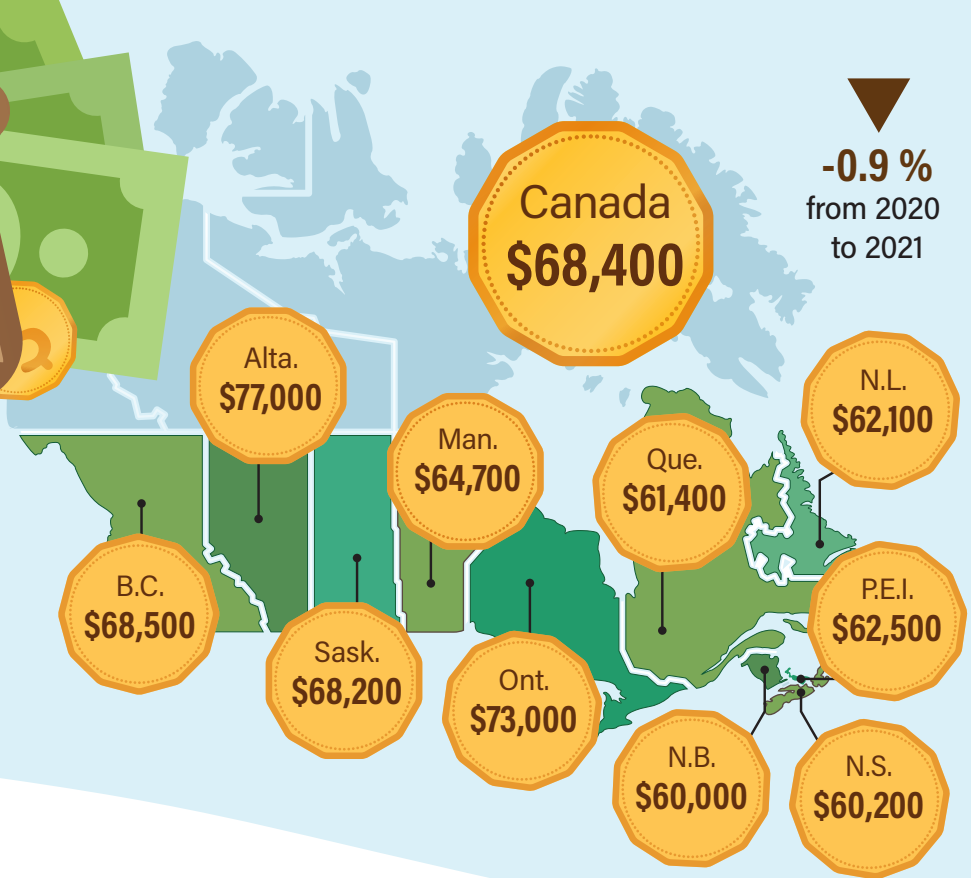 Canada
$68,400
-0.9 %
from 2020
to 2021
Alta.
$77,000
Man.
$64,700
Que.
$61,400
N.L.
$62,100
B.C.
$68,500
Sask.
$68,200
Ont.
$73,000
P.E.I.
$62,500
N.B.
$60,000
N.S.
$60,200